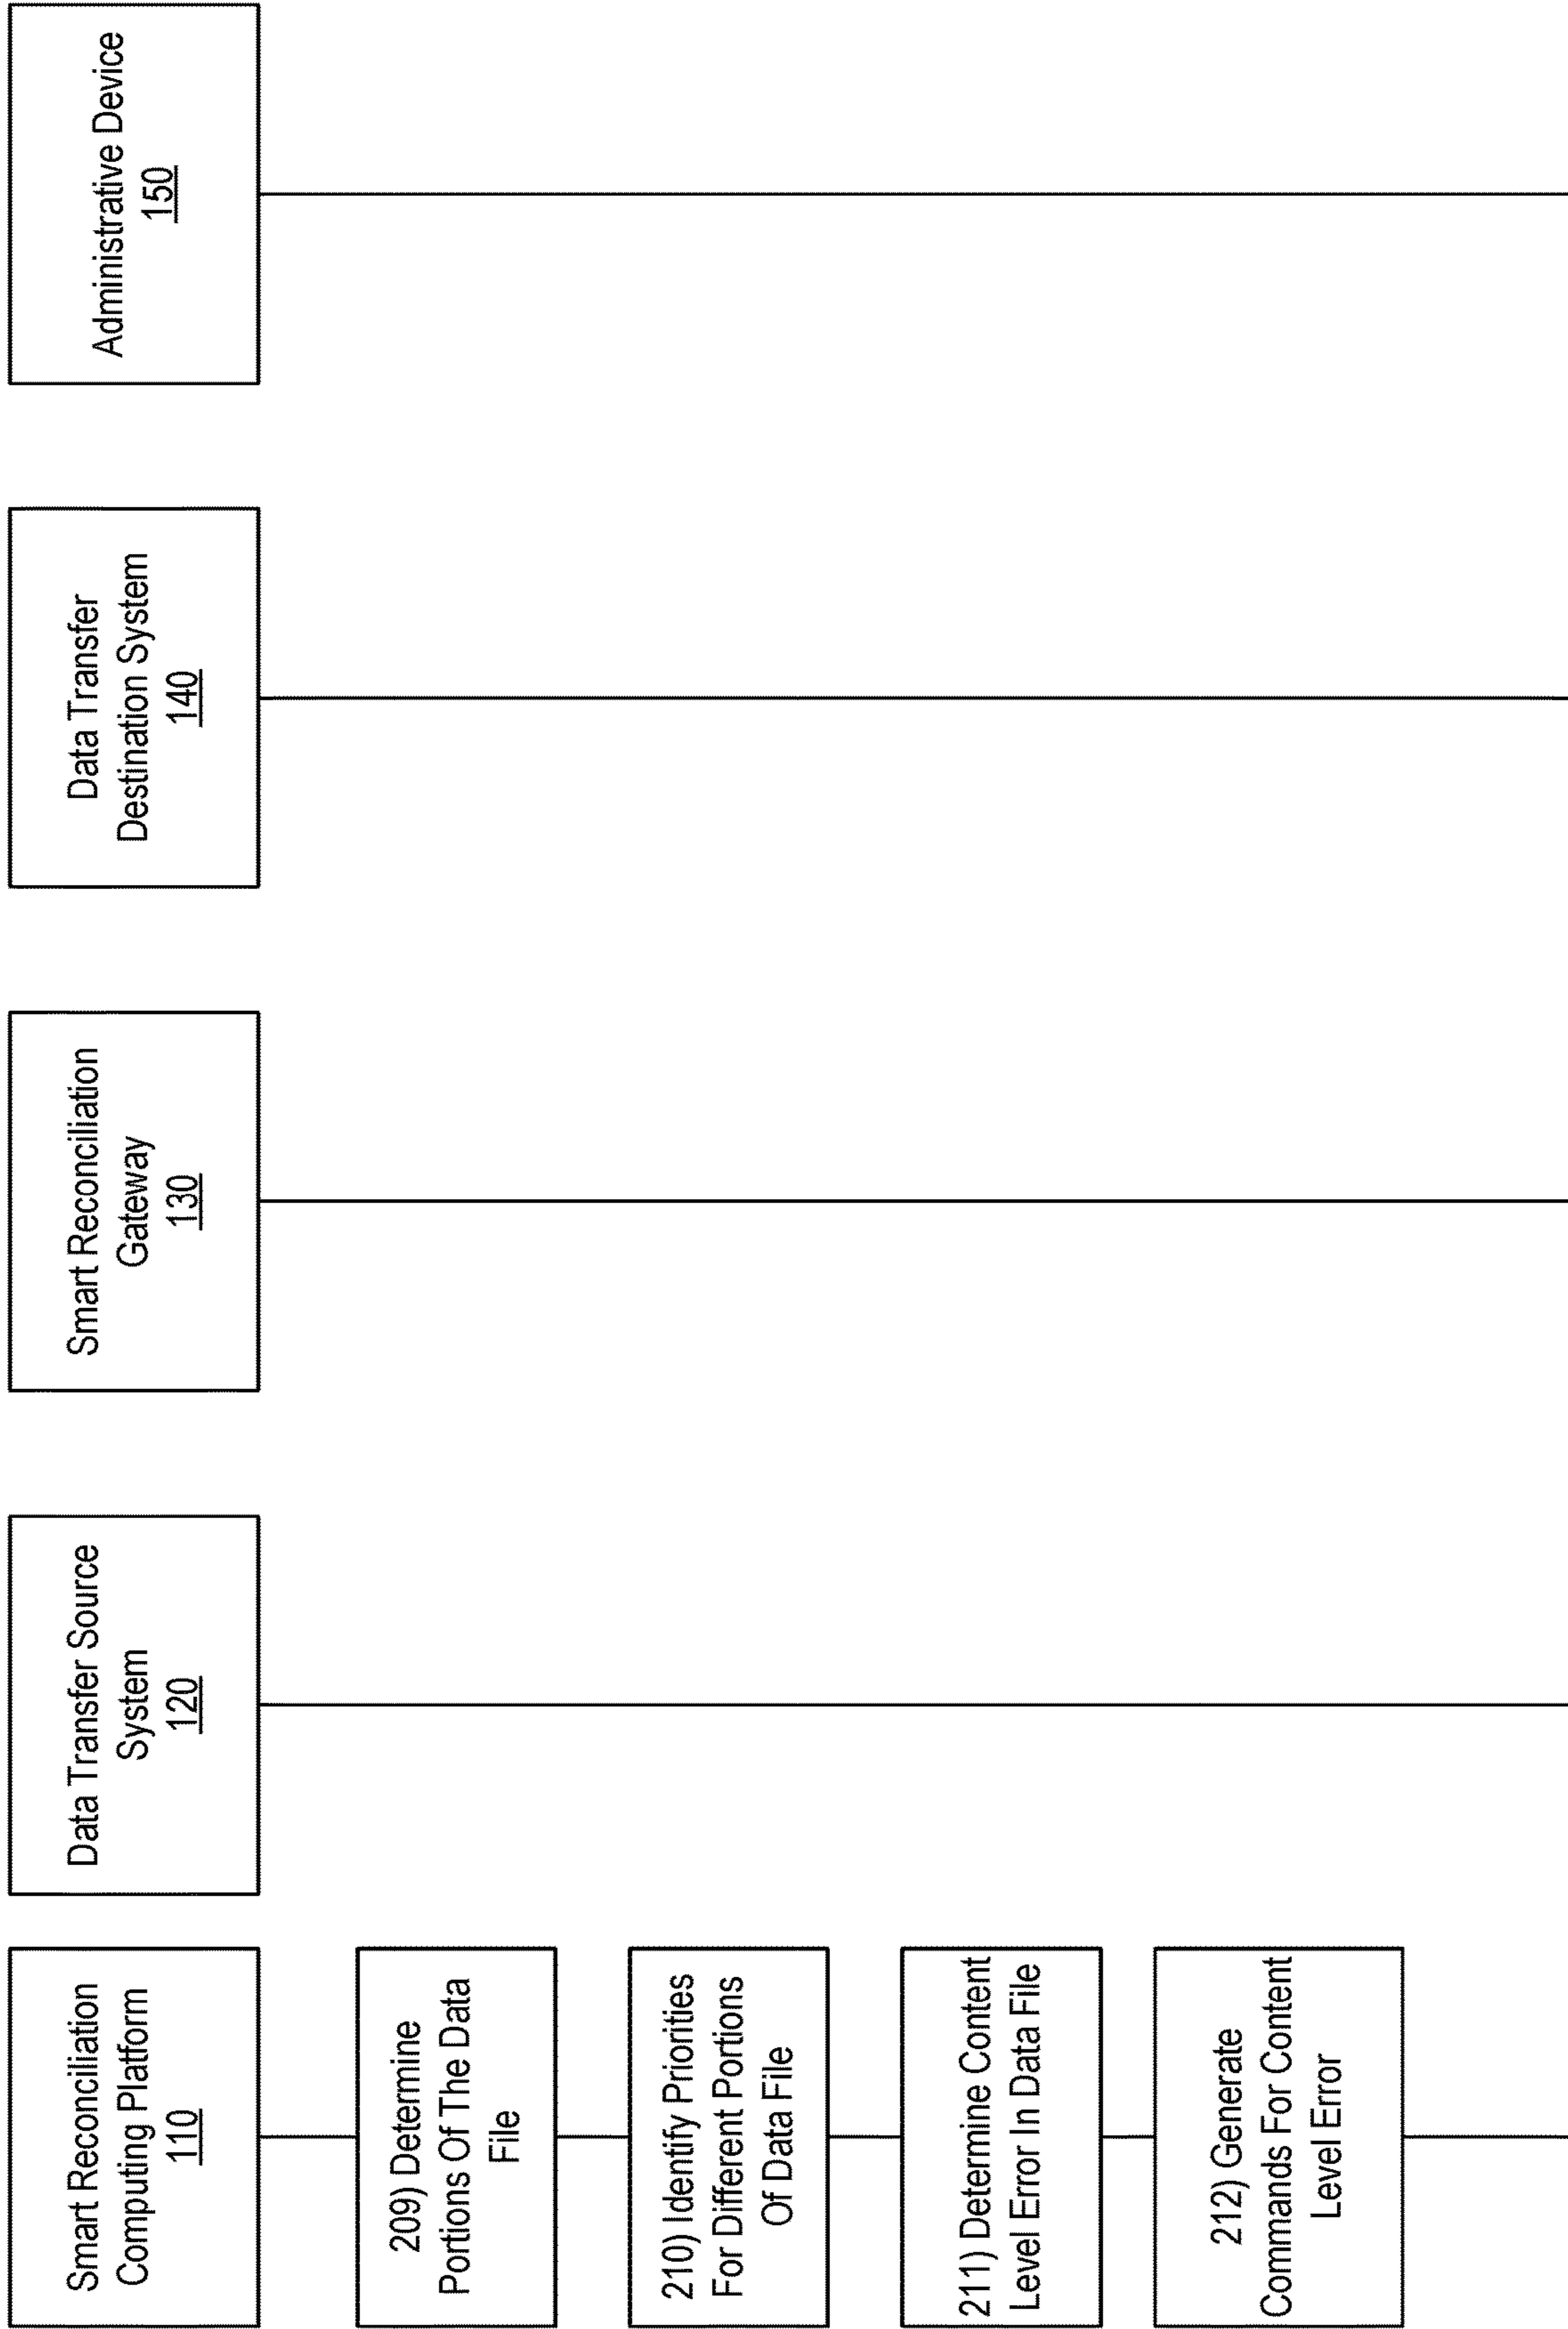 Smart Reconciliation
Computing Platform
110
Data Transfer Source
System
120
Smart Reconciliation
Gateway
130
Data Transfer
Destination System
140
Administrative Device
150
209) Determine
Portions Of The Data
File
210) Identify Priorities
For Different Portions
Of Data File
211) Determine Content
Level Error In Data File
212) Generate
Commands For Content
Level Error